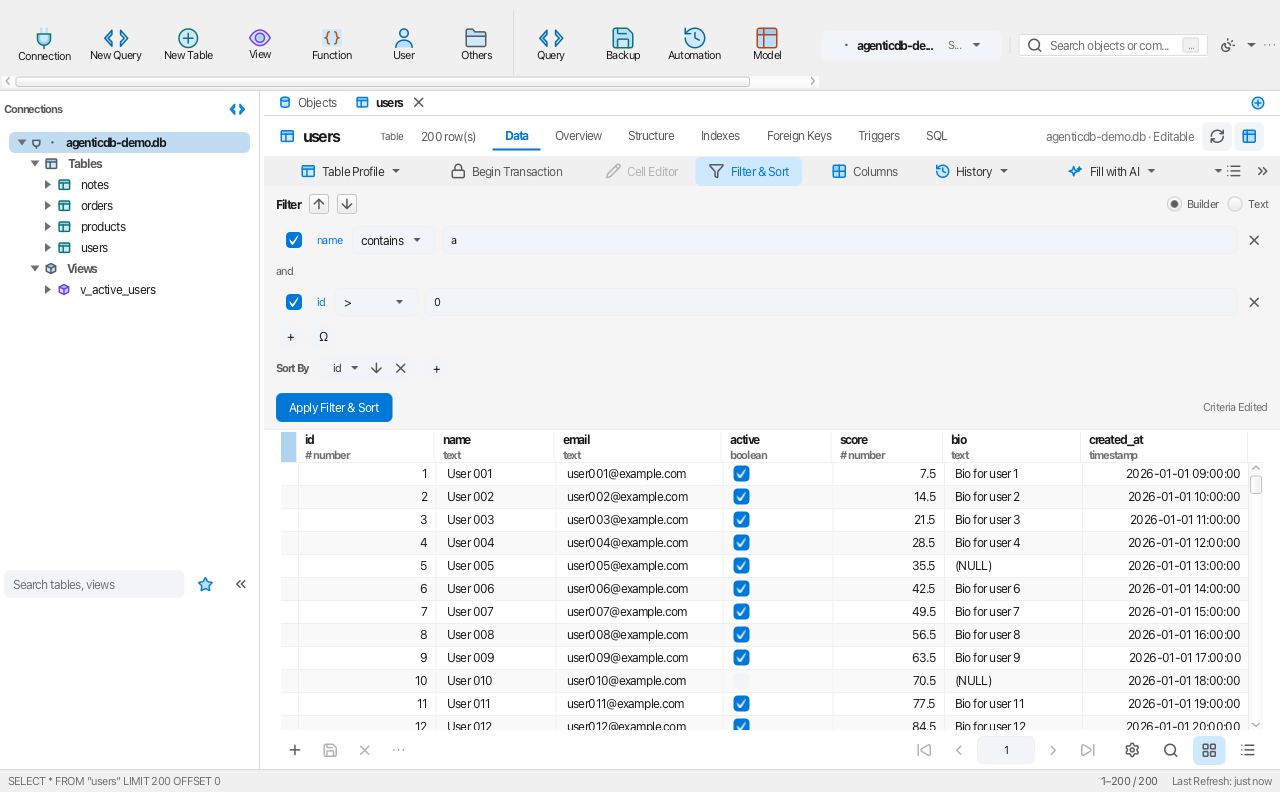 Connection
New Query
New Table
View
Function
User
Others
Query
Backup
Automation
Model
agenticdb-de...
S...
Search objects or com...
...
Connections
agenticdb-demo.db
Tables
notes
orders
products
users
Views
v_active_users
Search tables, views
Objects
users
users
Table
200 row(s)
Data
Overview
Structure
Indexes
Foreign Keys
Triggers
SQL
agenticdb-demo.db · Editable
Table Profile
Begin Transaction
Cell Editor
Filter & Sort
Columns
History
Fill with AI
Filter
Builder
Text
name
contains
a
and
id
>
0
+
Ω
Sort By
id
+
Apply Filter & Sort
Criteria Edited
id name email active score bio created_at
# number text text boolean # number text timestamp
1 User 001 user001@example.com 7.5 Bio for user 1 2026-01-01 09:00:00
2 User 002 user002@example.com 14.5 Bio for user 2 2026-01-01 10:00:00
3 User 003 user003@example.com 21.5 Bio for user 3 2026-01-01 11:00:00
4 User 004 user004@example.com 28.5 Bio for user 4 2026-01-01 12:00:00
5 User 005 user005@example.com 35.5 (NULL) 2026-01-01 13:00:00
6 User 006 user006@example.com 42.5 Bio for user 6 2026-01-01 14:00:00
7 User 007 user007@example.com 49.5 Bio for user 7 2026-01-01 15:00:00
8 User 008 user008@example.com 56.5 Bio for user 8 2026-01-01 16:00:00
9 User 009 user009@example.com 63.5 Bio for user 9 2026-01-01 17:00:00
10 User 010 user010@example.com 70.5 (NULL) 2026-01-01 18:00:00
11 User 011 user011@example.com 77.5 Bio for user 11 2026-01-01 19:00:00
12 User 012 user012@example.com 84.5 Bio for user 12 2026-01-01 20:00:00
1
SELECT * FROM "users" LIMIT 200 OFFSET 0
1–200 / 200
Last Refresh: just now